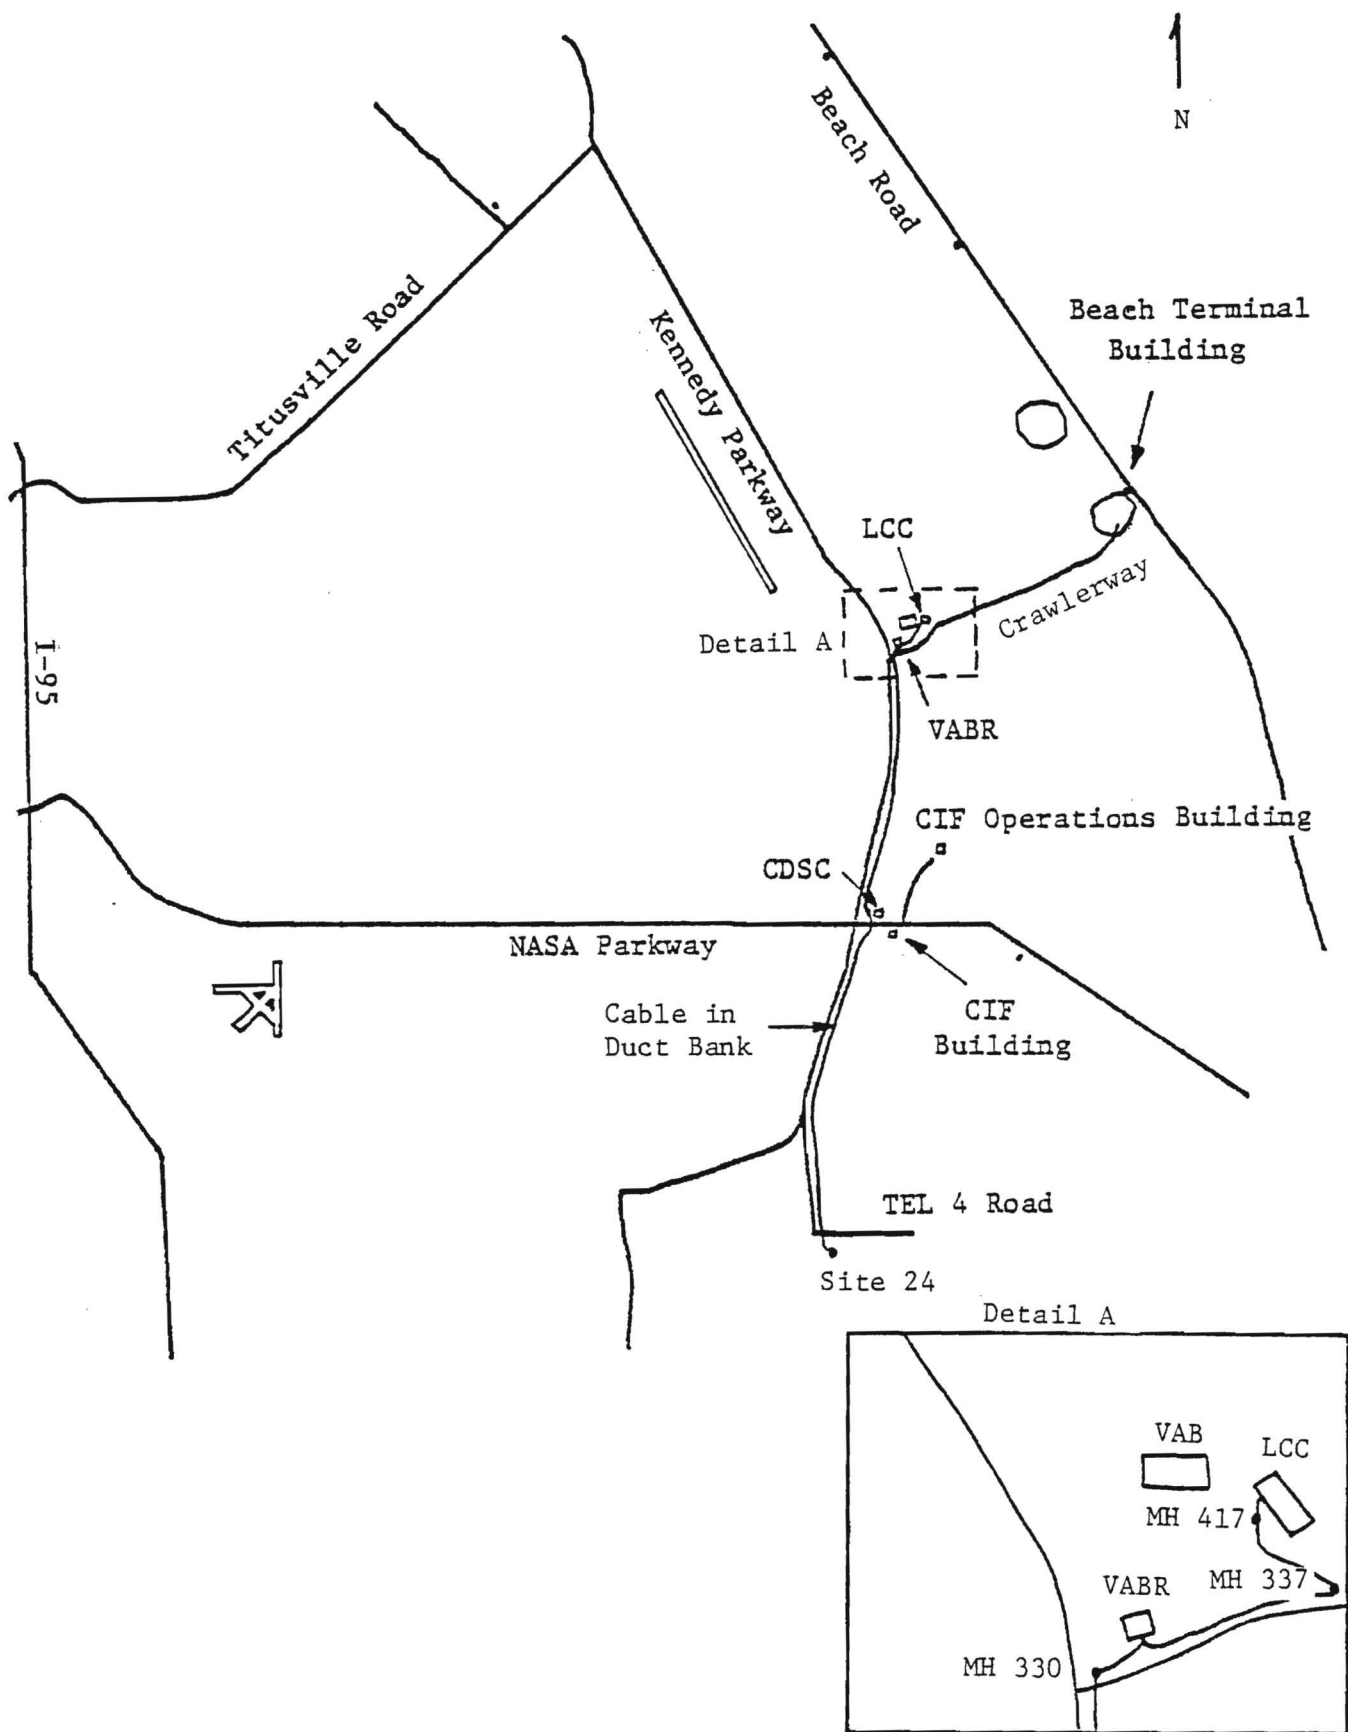 N
Beach Road
Beach Terminal
Building
Titusville Road
Kennedy Parkway
LCC
Crawlerway
Detail A
I-95
VABR
CIF Operations Building
CDSC
NASA Parkway
Cable in
Duct Bank
CIF
Building
TEL 4 Road
Site 24
Detail A
VAB
LCC
MH 417
VABR
MH 337
MH 330